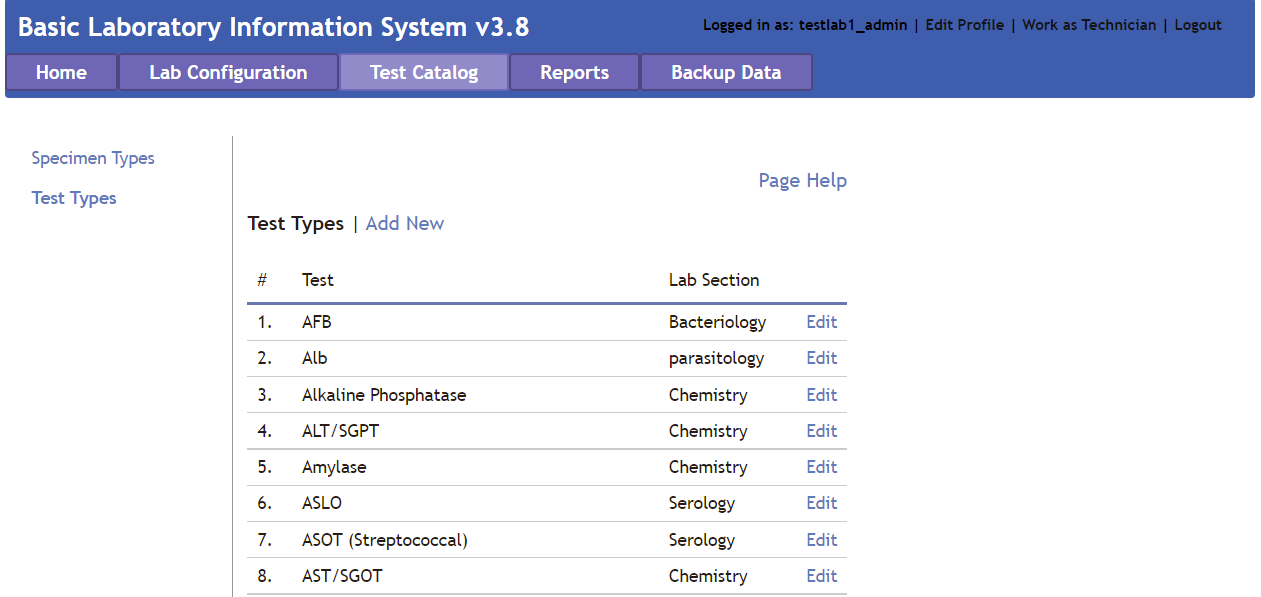 Basic Laboratory Information System v3.8
Logged in as: testlab1_admin | Edit Profile | Work as Technician | Logout
Home Lab Configuration Test Catalog Reports Backup Data
Specimen Types
Test Types
Page Help
Test Types | Add New
# Test Lab Section
1. AFB Bacteriology Edit
2. Alb parasitology Edit
3. Alkaline Phosphatase Chemistry Edit
4. ALT/SGPT Chemistry Edit
5. Amylase Chemistry Edit
6. ASLO Serology Edit
7. ASOT (Streptococcal) Serology Edit
8. AST/SGOT Chemistry Edit